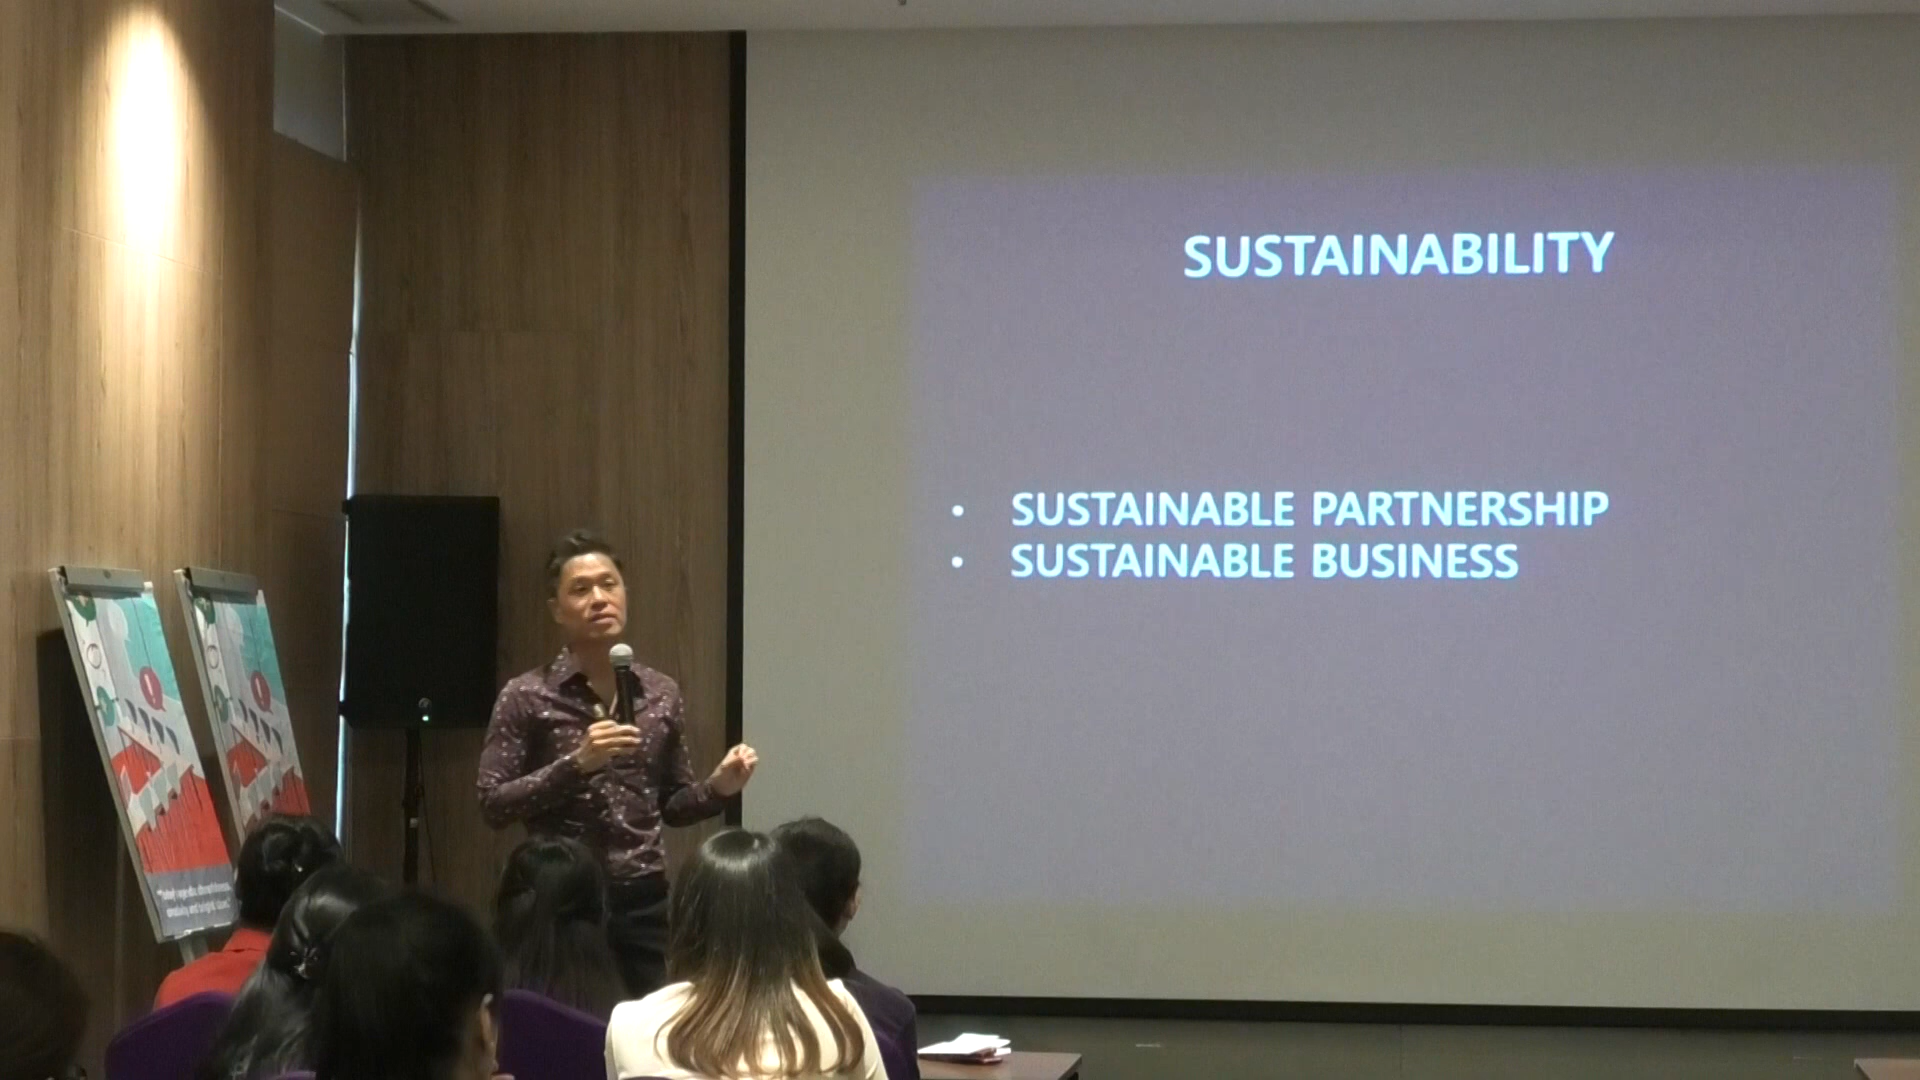 SUSTAINABILITY
• SUSTAINABLE PARTNERSHIP
• SUSTAINABLE BUSINESS